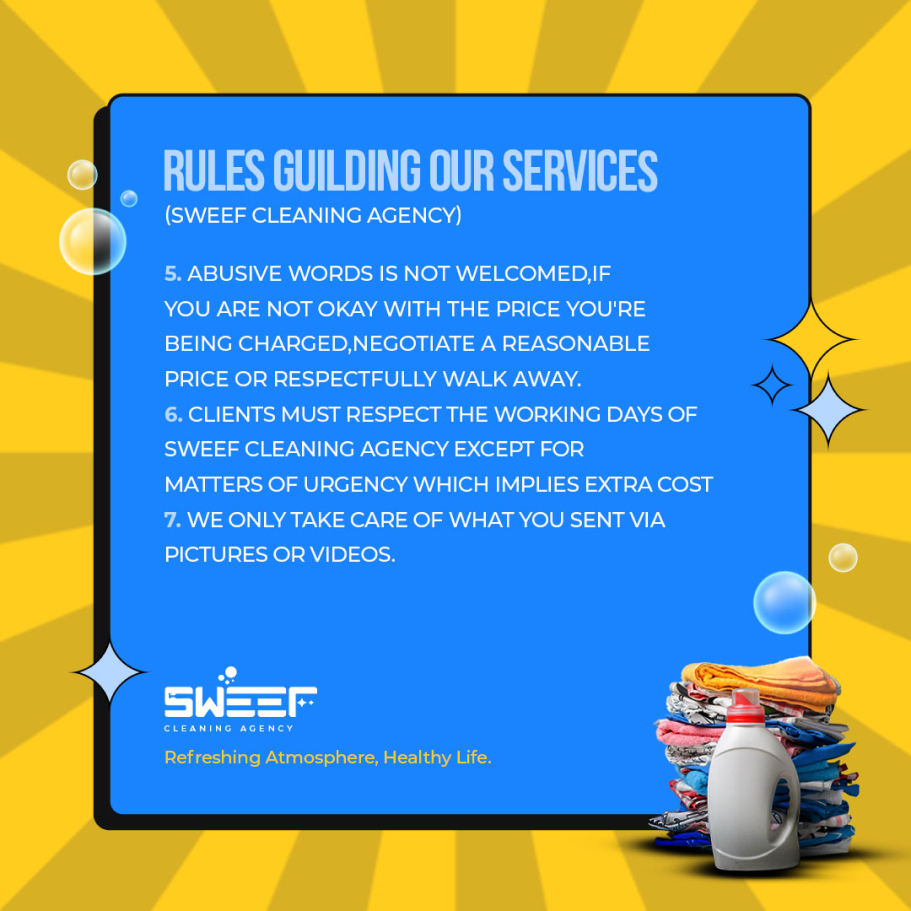 RULES GUILDING OUR SERVICES
(SWEEF CLEANING AGENCY)
5. ABUSIVE WORDS IS NOT WELCOMED,IF
YOU ARE NOT OKAY WITH THE PRICE YOU'RE
BEING CHARGED,NEGOTIATE A REASONABLE
PRICE OR RESPECTFULLY WALK AWAY.
6. CLIENTS MUST RESPECT THE WORKING DAYS OF
SWEEF CLEANING AGENCY EXCEPT FOR
MATTERS OF URGENCY WHICH IMPLIES EXTRA COST
7. WE ONLY TAKE CARE OF WHAT YOU SENT VIA
PICTURES OR VIDEOS.
SWEEF
CLEANING AGENCY
Refreshing Atmosphere, Healthy Life.